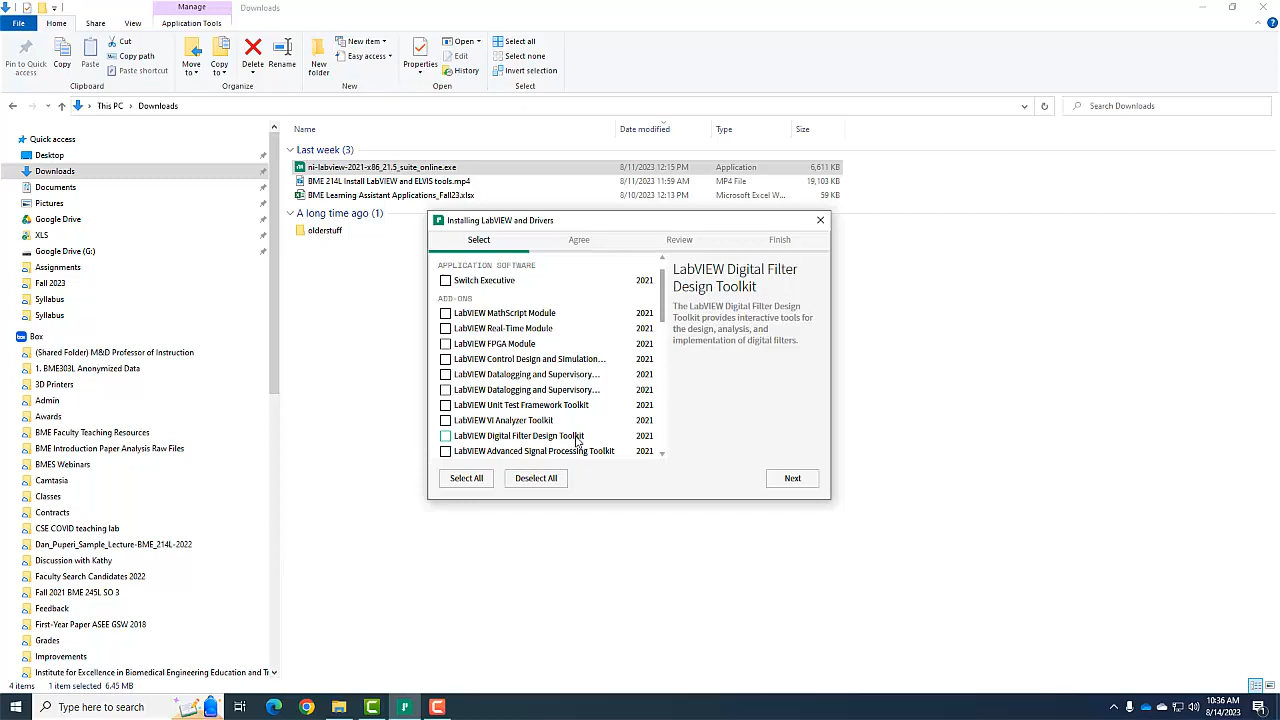 Manage
Downloads
File
Home
Share
View
Application Tools
Pin to Quick access
Copy
Paste
Cut
Copy path
Paste shortcut
Clipboard
Move to
Copy to
Delete
Rename
Organize
New folder
New item
Easy access
New
Properties
Open
Edit
History
Open
Select all
Select none
Invert selection
Select
This PC > Downloads
Search Downloads
Quick access
Desktop
Downloads
Documents
Pictures
Google Drive
XLS
Google Drive (G:)
Assignments
Fall 2023
Syllabus
Syllabus
Box
(Shared Folder) M&D Professor of Instruction
1. BME303L Anonymized Data
3D Printers
Admin
Awards
BME Faculty Teaching Resources
BME Introduction Paper Analysis Raw Files
BMES Webinars
Camtasia
Classes
Contracts
CSE COVID teaching lab
Dan_Puperi_Sample_Lecture-BME_214L-2022
Discussion with Kathy
Faculty Search Candidates 2022
Fall 2021 BME 245L SO 3
Feedback
First-Year Paper ASEE GSW 2018
Grades
Improvements
Institute for Excellence in Biomedical Engineering Education and T
Name Date modified Type Size
Last week (3)
ni-labview-2021-x86_21.5_suite_online.exe 8/11/2023 12:15 PM Application 6,611 KB
BME 214L Install LabVIEW and ELVIS tools.mp4 8/11/2023 11:59 AM MP4 File 19,103 KB
BME Learning Assistant Applications_Fall23.xlsx 8/10/2023 12:13 PM Microsoft Excel W... 59 KB
A long time ago (1)
olderstuff
Installing LabVIEW and Drivers
Select Agree Review Finish
APPLICATION SOFTWARE
Switch Executive 2021
ADD-ONS
LabVIEW MathScript Module 2021
LabVIEW Real-Time Module 2021
LabVIEW FPGA Module 2021
LabVIEW Control Design and Simulation... 2021
LabVIEW Datalogging and Supervisory... 2021
LabVIEW Datalogging and Supervisory... 2021
LabVIEW Unit Test Framework Toolkit 2021
LabVIEW VI Analyzer Toolkit 2021
LabVIEW Digital Filter Design Toolkit 2021
LabVIEW Advanced Signal Processing Toolkit 2021
LabVIEW Digital Filter
Design Toolkit
The LabVIEW Digital Filter Design
Toolkit provides interactive tools for
the design, analysis, and
implementation of digital filters.
Select All Deselect All Next
4 items 1 item selected 6.45 MB
Type here to search
10:36 AM
8/14/2023